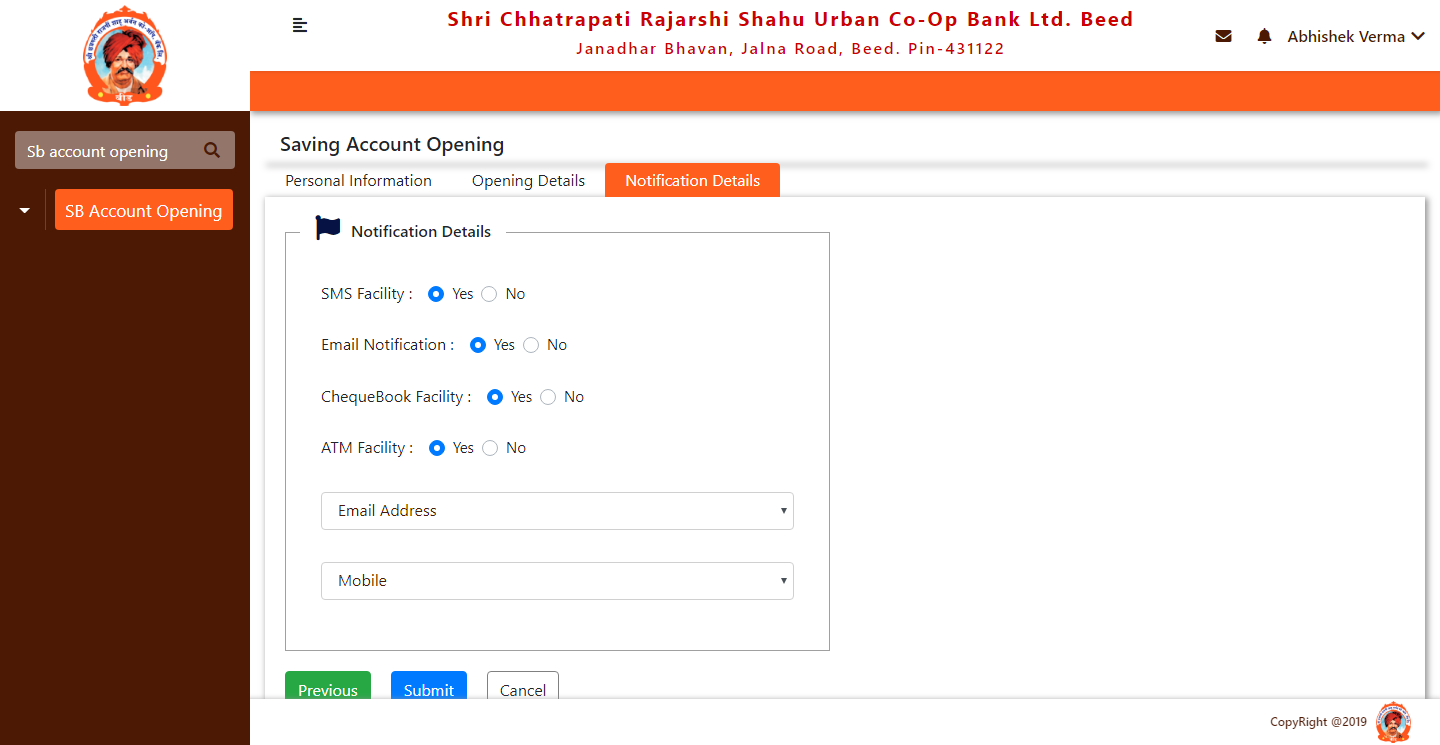 Shri Chhatrapati Rajarshi Shahu Urban Co-Op Bank Ltd. Beed
Janadhar Bhavan, Jalna Road, Beed. Pin-431122
Abhishek Verma
बीड
Sb account opening
SB Account Opening
Saving Account Opening
Personal Information Opening Details Notification Details
Notification Details
SMS Facility : Yes No
Email Notification : Yes No
ChequeBook Facility : Yes No
ATM Facility : Yes No
Email Address
Mobile
Previous Submit Cancel
CopyRight @2019